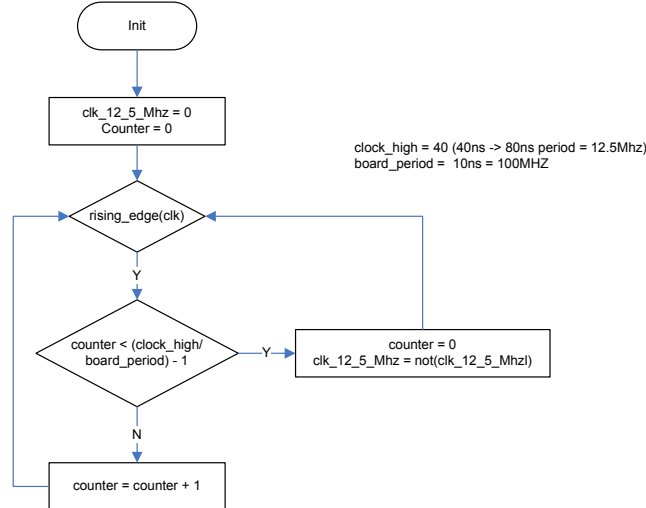 Init
clk_12_5_Mhz = 0
Counter = 0
clock_high = 40 (40ns -> 80ns period = 12.5Mhz)
board_period =  10ns = 100MHZ
rising_edge(clk)
Y
counter < (clock_high/
board_period) - 1
Y
counter = 0
clk_12_5_Mhz = not(clk_12_5_Mhzl)
N
counter = counter + 1